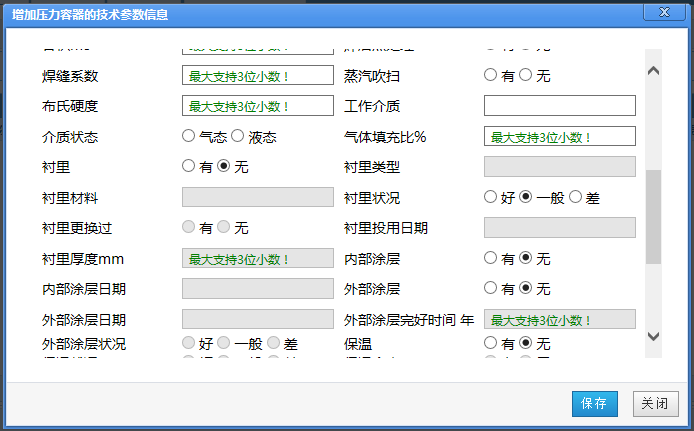 增加压力容器的技术参数信息
最大支持3位小数！ 有 无
焊缝系数 最大支持3位小数！ 蒸汽吹扫 有 无
布氏硬度 最大支持3位小数！ 工作介质
介质状态 气态 液态 气体填充比% 最大支持3位小数！
衬里 有 无 衬里类型
衬里材料 衬里状况 好 一般 差
衬里更换过 有 无 衬里投用日期
衬里厚度mm 最大支持3位小数！ 内部涂层 有 无
内部涂层日期 外部涂层 有 无
外部涂层日期 外部涂层完好时间 年 最大支持3位小数！
外部涂层状况 好 一般 差 保温 有 无
保存 关闭